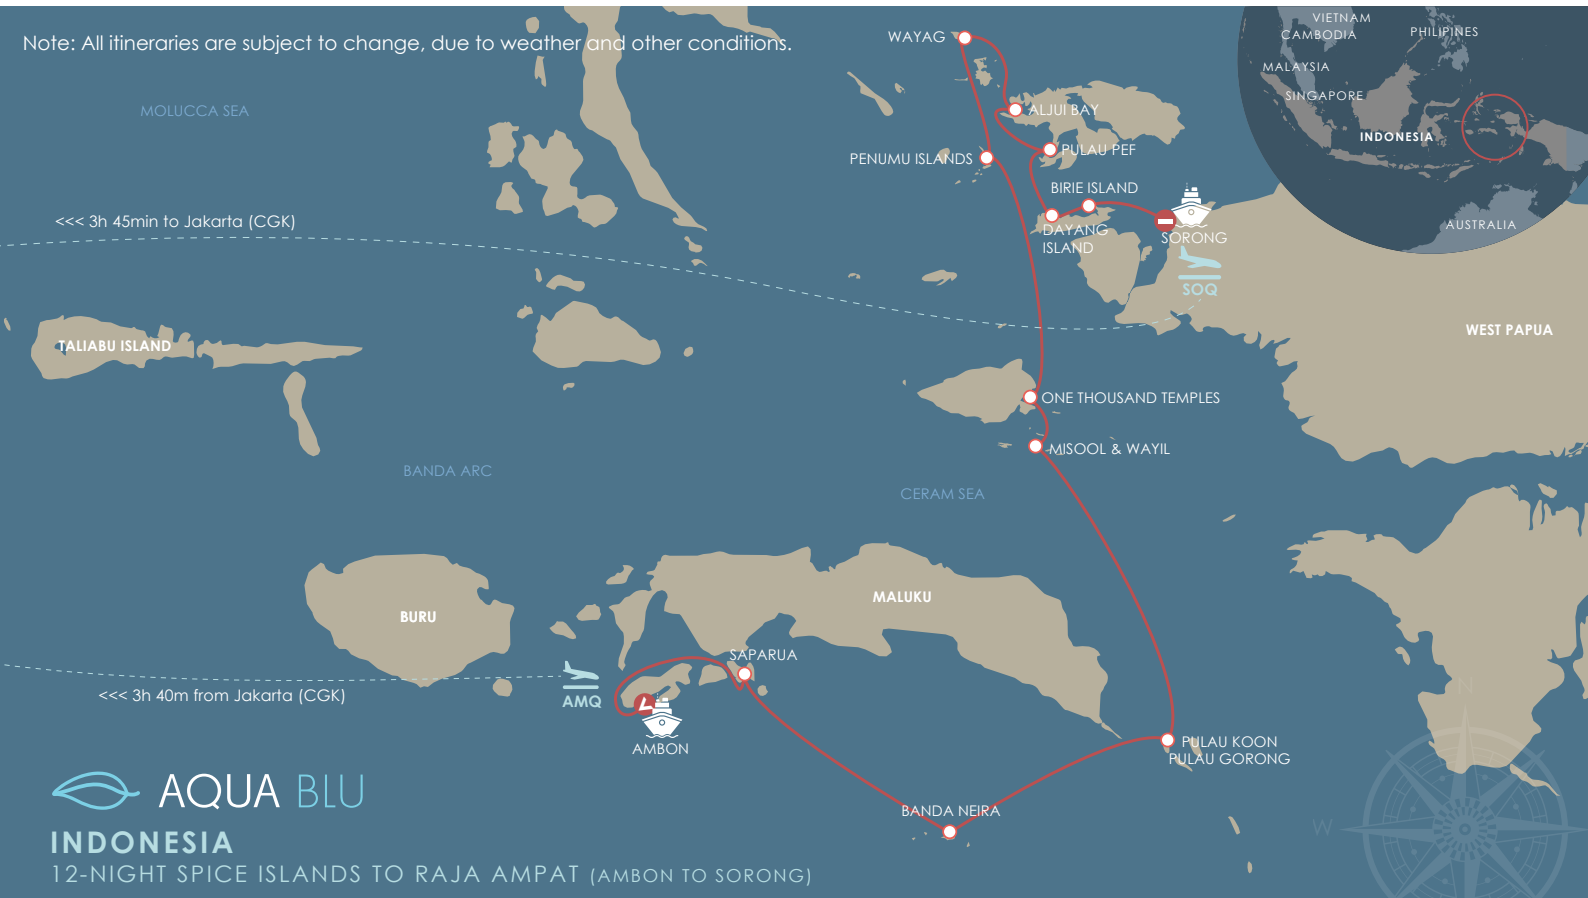 Note: All itineraries are subject to change, due to weather and other conditions.
WAYAG
VIETNAM
CAMBODIA
PHILIPINES
MALAYSIA
SINGAPORE
INDONESIA
AUSTRALIA
MOLUCCA SEA
ALJUI BAY
PULAU PEF
PENUMU ISLANDS
BIRIE ISLAND
<<< 3h 45min to Jakarta (CGK)
DAYANG
ISLAND
SORONG
SOQ
WEST PAPUA
TALIABU ISLAND
ONE THOUSAND TEMPLES
MISOOL & WAYIL
BANDA ARC
CERAM SEA
MALUKU
BURU
SAPARUA
N
<<< 3h 40m from Jakarta (CGK)
AMQ
AMBON
PULAU KOON
PULAU GORONG
BANDA NEIRA
W
AQUA BLU
INDONESIA
12-NIGHT SPICE ISLANDS TO RAJA AMPAT (AMBON TO SORONG)